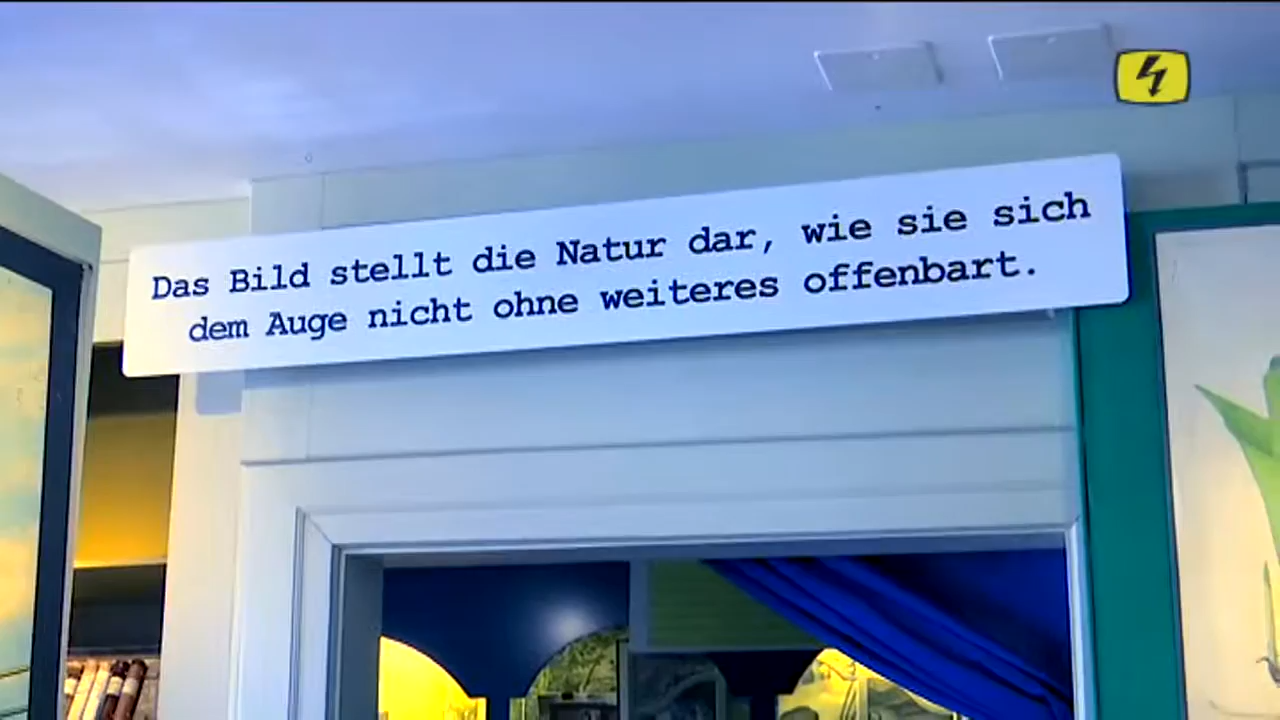 Das Bild stellt die Natur dar, wie sie sich
dem Auge nicht ohne weiteres offenbart.